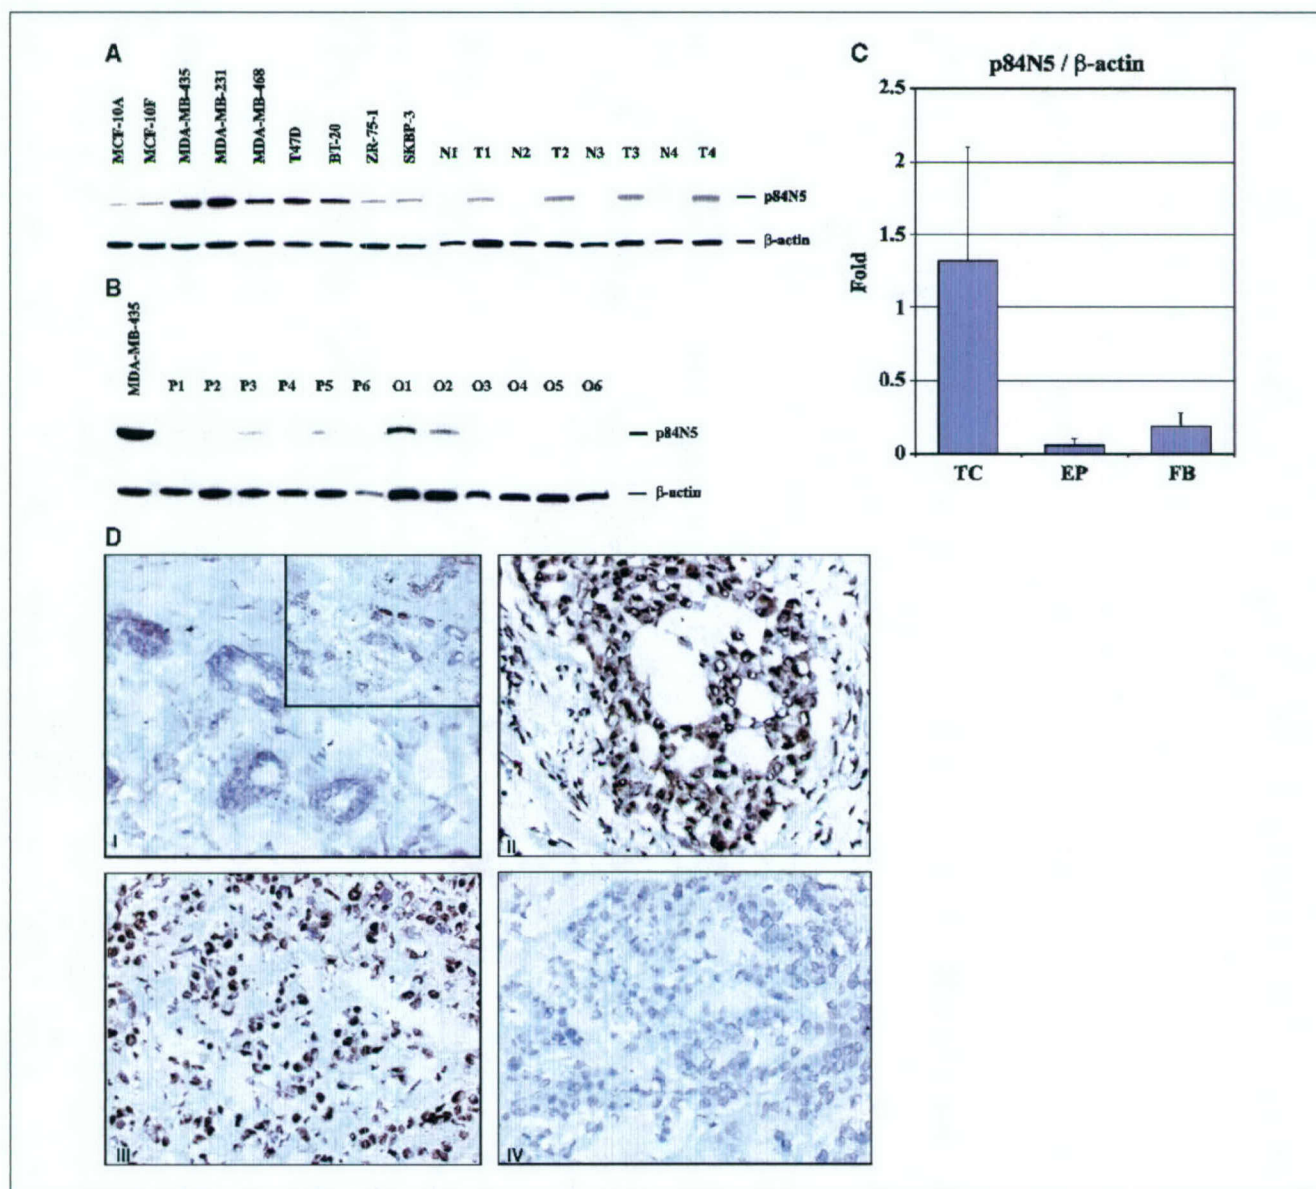 A
MCF-10A MCF-10F MDA-MB-435 MDA-MB-231 MDA-MB-468 T47D BT-20 ZR-75-1 SKBP-3 N1 T1 N2 T2 N3 T3 N4 T4
p84N5
β-actin
B
MDA-MB-435 P1 P2 P3 P4 P5 P6 O1 O2 O3 O4 O5 O6
p84N5
β-actin
C
p84N5 / β-actin
Fold
2.5
2
1.5
1
0.5
0
TC EP FB
D
I
II
III
IV